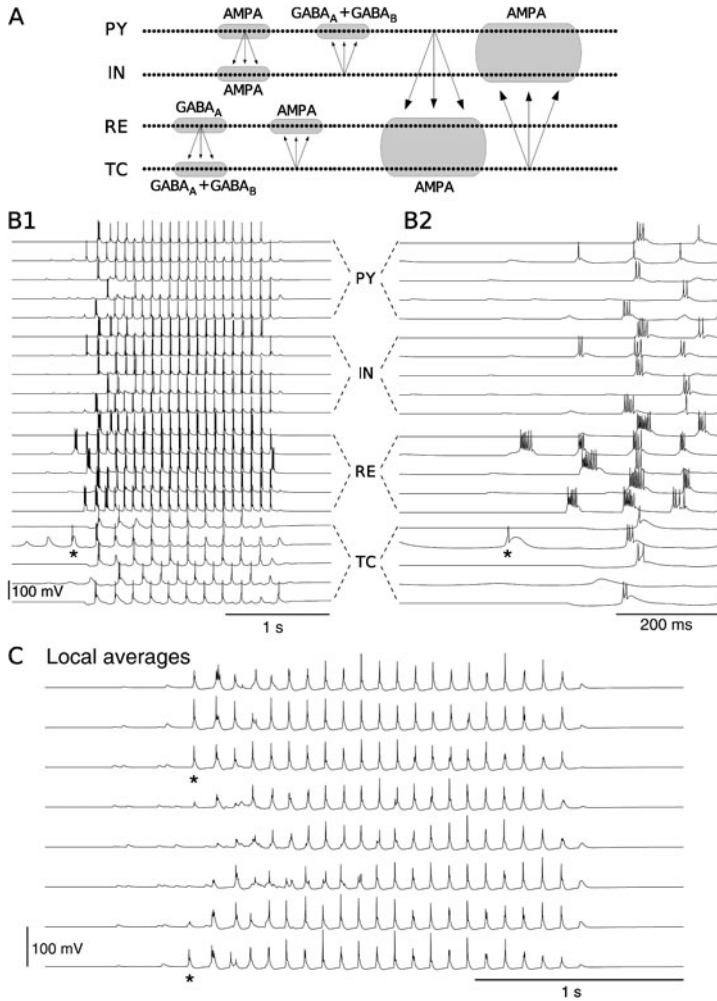 A
PY
IN
RE
TC
AMPA
GABAA+GABAB
AMPA
AMPA
GABAA
AMPA
GABAA+GABAB
AMPA
B1
B2
PY
IN
RE
TC
*
*
100 mV
1 s
200 ms
C Local averages
*
*
100 mV
1 s